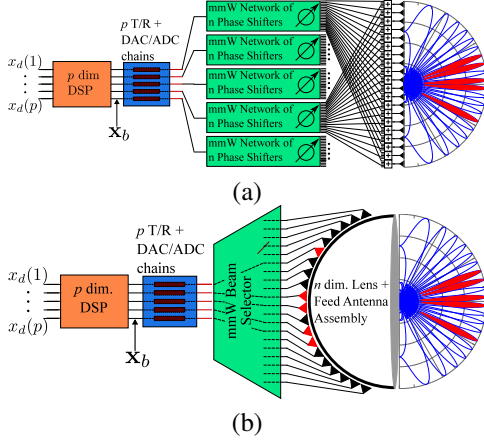 p T/R +
DAC/ADC
chains
x_d(1)
x_d(p)
p dim
DSP
x_b
mmW Network of
n Phase Shifters
mmW Network of
n Phase Shifters
mmW Network of
n Phase Shifters
mmW Network of
n Phase Shifters
mmW Network of
n Phase Shifters
(a)
p T/R +
DAC/ADC
chains
x_d(1)
x_d(p)
p dim.
DSP
x_b
mmW Beam
Selector
n dim. Lens +
Feed Antenna
Assembly
(b)